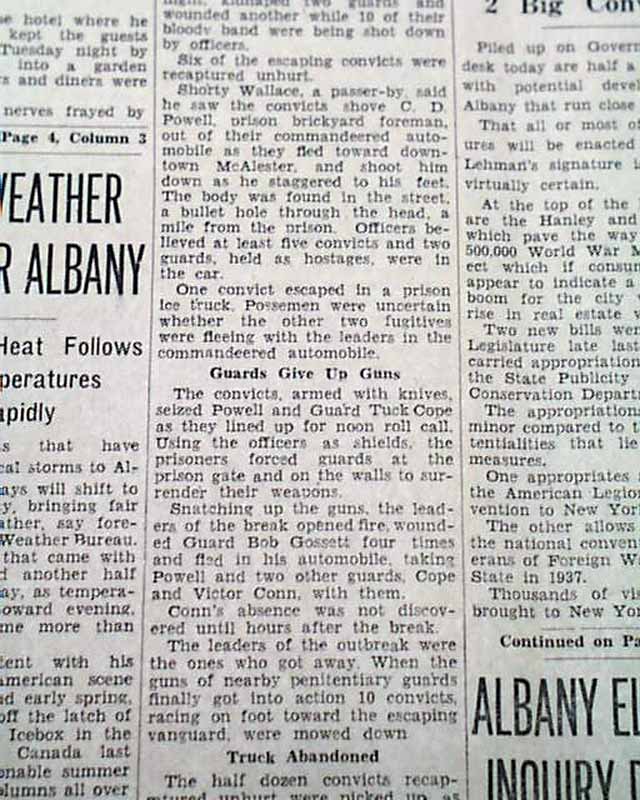 he hotel where he
kept the guests
Tuesday night by
into a garden
s and diners were
nerves frayed by
Page 4, Column 3
WEATHER
R ALBANY
Heat Follows
peratures
apidly
s that have
cal storms to Al-
ays will shift to
y, bringing fair
ather, say fore-
Weather Bureau.
that came with
d another half
ay, as tempera-
oward evening,
me more than
tent with his
American scene
nd early spring,
off the latch of
Icebox in the
Canada last
onable summer
olumns all over
night, kidnaped two guards and
wounded another while 10 of their
bloody band were being shot down
by officers.
Six of the escaping convicts were
recaptured unhurt.
Shorty Wallace, a passer-by, said
he saw the convicts shove C. D.
Powell, prison brickyard foreman,
out of their commandeered auto-
mobile as they fled toward down-
town McAlester, and shoot him
down as he staggered to his feet.
The body was found in the street,
a bullet hole through the head, a
mile from the prison. Officers be-
lieved at least five convicts and two
guards, held as hostages, were in
the car.
One convict escaped in a prison
ice truck. Possemen were uncertain
whether the other two fugitives
were fleeing with the leaders in the
commandeered automobile.
Guards Give Up Guns
The convicts, armed with knives,
seized Powell and Guard Tuck Cope
as they lined up for noon roll call.
Using the officers as shields, the
prisoners forced guards at the
prison gate and on the walls to sur-
render their weapons.
Snatching up the guns, the lead-
ers of the break opened fire, wound-
ed Guard Bob Gossett four times
and fled in his automobile, taking
Powell and two other guards, Cope
and Victor Conn, with them.
Conn's absence was not discov-
ered until hours after the break.
The leaders of the outbreak were
the ones who got away. When the
guns of nearby penitentiary guards
finally got into action 10 convicts,
racing on foot toward the escaping
vanguard, were mowed down
Truck Abandoned
The half dozen convicts recap-
tured unhurt were picked up as
2 Big Con
Piled up on Govern
desk today are half a
with potential devel
Albany that run close
That all or most of
ures will be enacted
Lehman's signature i
virtually certain.
At the top of the
are the Hanley and
which pave the way
500,000 World War M
ect which if consu
appear to indicate a
boom for the city
rise in real estate v
Two new bills wer
Legislature late last
carried appropriation
the State Publicity
Conservation Depart
The appropriation
minor compared to t
tentialities that lie
measures.
One appropriates
the American Legio
vention to New York
The other allows
the national conven
erans of Foreign Wa
State in 1937.
Thousands of vis
brought to New Yo
Continued on Pa
ALBANY EL
INQUIRY